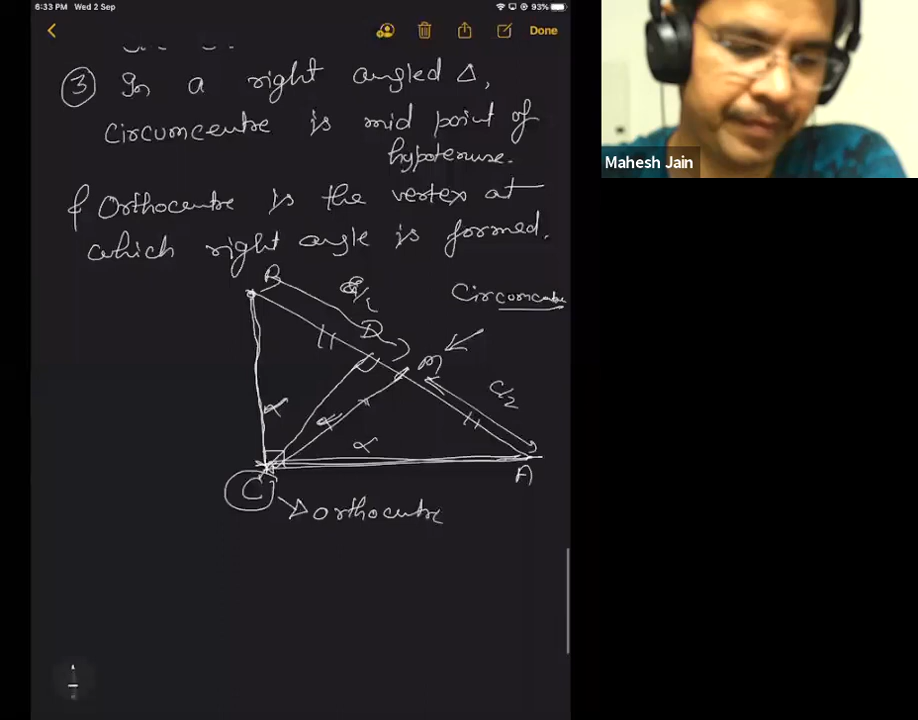 6:33 PM Wed 2 Sep
93%
Done
③ In a right angled Δ,
circumcentre is mid point of
hypotenuse.
Mahesh Jain
Orthocentre is the vertex at
which right angle is formed.
B
Circumcentre
D
M
C/2
α
α
A
C
orthocentre